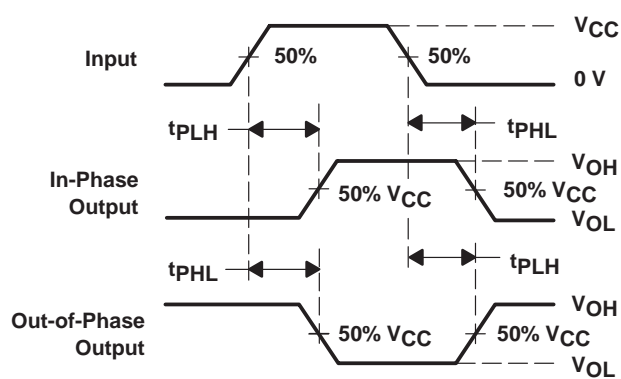 VCC
Input
50%
50%
0 V
tPLH
tPHL
VOH
In-Phase
Output
50% VCC
50% VCC
VOL
tPHL
tPLH
VOH
Out-of-Phase
Output
50% VCC
50% VCC
VOL